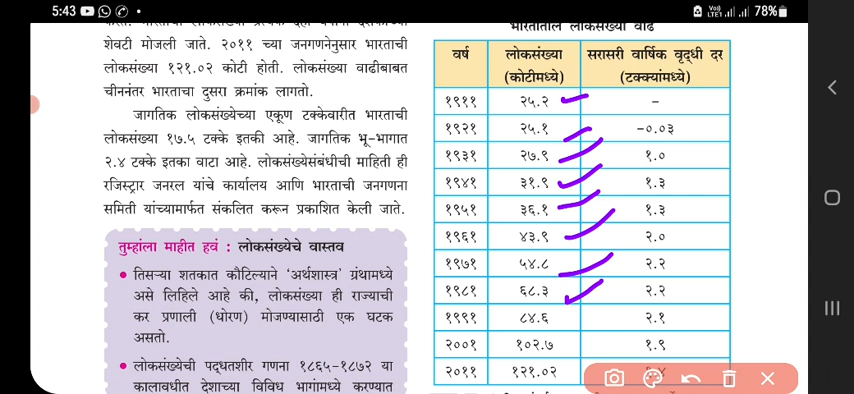 5:43
Vo))
LTE1
78%
शेवटी मोजली जाते. २०११ च्या जनगणनेनुसार भारताची
लोकसंख्या १२१.०२ कोटी होती. लोकसंख्या वाढीबाबत
चीननंतर भारताचा दुसरा क्रमांक लागतो.
जागतिक लोकसंख्येच्या एकूण टक्केवारीत भारताची
लोकसंख्या १७.५ टक्के इतकी आहे. जागतिक भू-भागात
२.४ टक्के इतका वाटा आहे. लोकसंख्येसंबंधीची माहिती ही
रजिस्ट्रार जनरल यांचे कार्यालय आणि भारताची जनगणना
समिती यांच्यामार्फत संकलित करून प्रकाशित केली जाते.
तुम्हांला माहीत हवं : लोकसंख्येचे वास्तव
• तिसऱ्या शतकात कौटिल्याने ‘अर्थशास्त्र’ ग्रंथामध्ये
असे लिहिले आहे की, लोकसंख्या ही राज्याची
कर प्रणाली (धोरण) मोजण्यासाठी एक घटक
असतो.
• लोकसंख्येची पद्धतशीर गणना १८६५-१८७२ या
कालावधीत देशाच्या विविध भागांमध्ये करण्यात
भारतातील लोकसंख्या वाढ
वर्ष लोकसंख्या (कोटीमध्ये) सरासरी वार्षिक वृद्धी दर (टक्क्यांमध्ये)
१९११ २५.२ –
१९२१ २५.१ -०.०३
१९३१ २७.९ १.०
१९४१ ३१.९ १.३
१९५१ ३६.१ १.३
१९६१ ४३.९ २.०
१९७१ ५४.८ २.२
१९८१ ६८.३ २.२
१९९१ ८४.६ २.१
२००१ १०२.७ १.९
२०११ १२१.०२